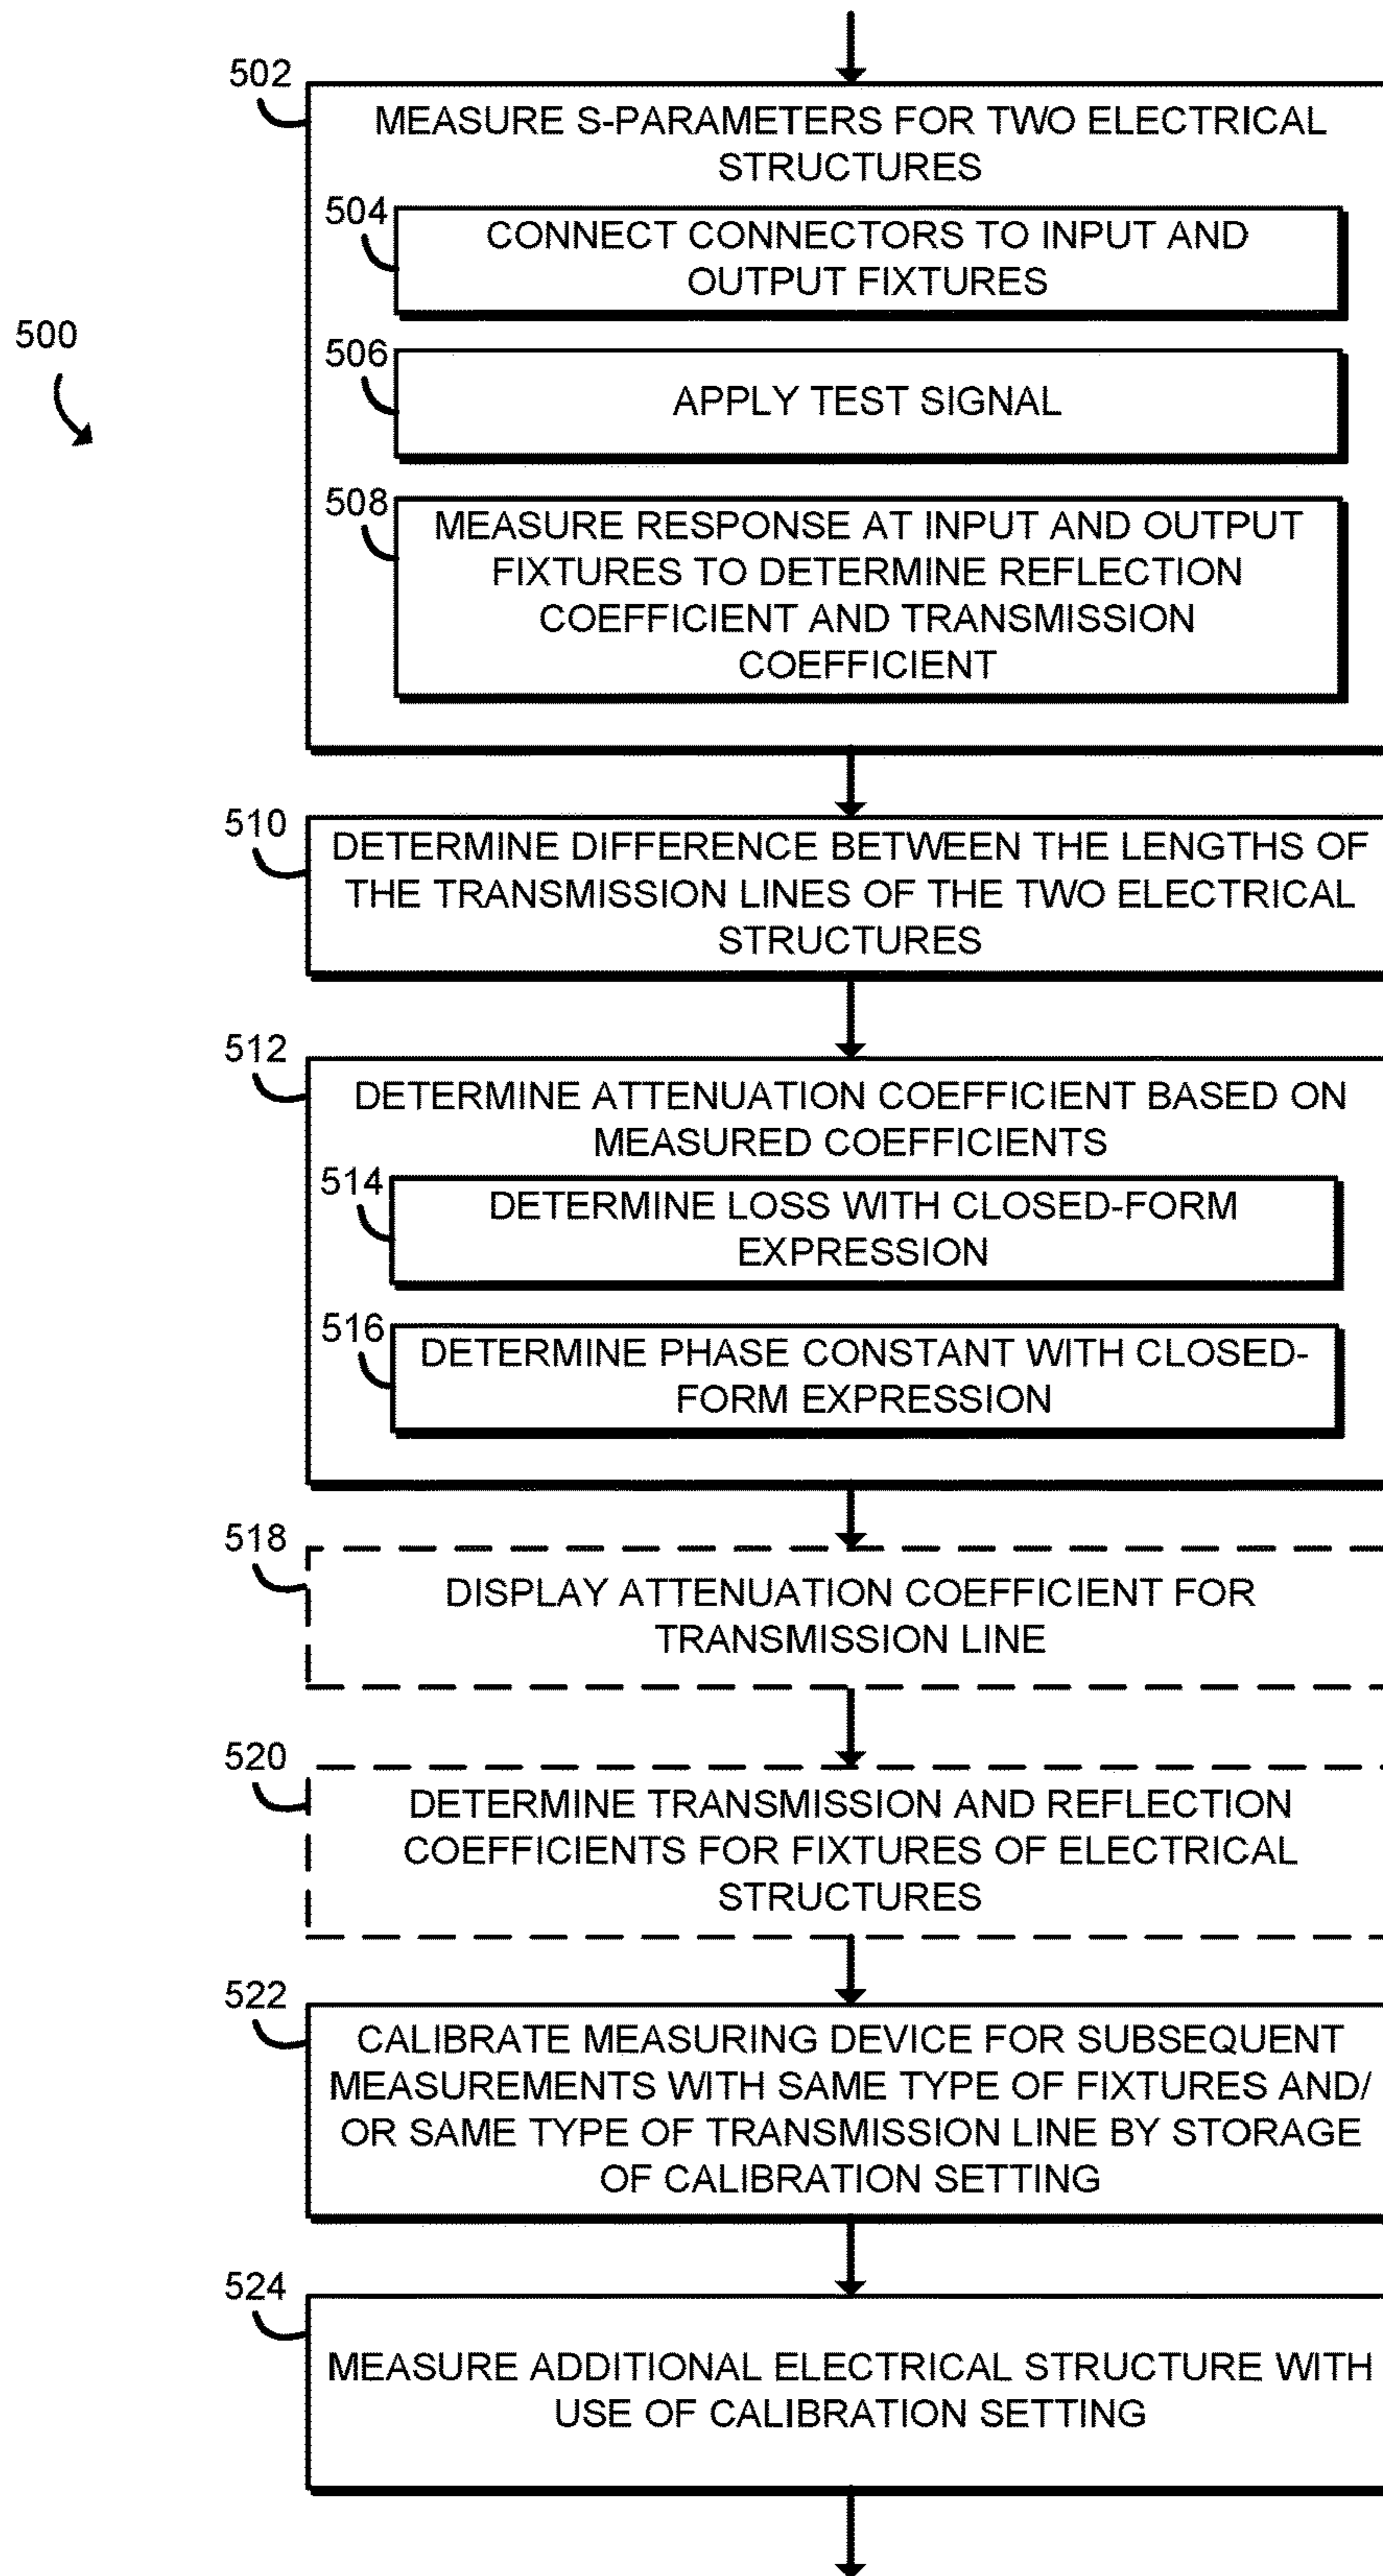 502
MEASURE S-PARAMETERS FOR TWO ELECTRICAL
STRUCTURES
504
CONNECT CONNECTORS TO INPUT AND
OUTPUT FIXTURES
500
506
APPLY TEST SIGNAL
508
MEASURE RESPONSE AT INPUT AND OUTPUT
FIXTURES TO DETERMINE REFLECTION
COEFFICIENT AND TRANSMISSION
COEFFICIENT
510
DETERMINE DIFFERENCE BETWEEN THE LENGTHS OF
THE TRANSMISSION LINES OF THE TWO ELECTRICAL
STRUCTURES
512
DETERMINE ATTENUATION COEFFICIENT BASED ON
MEASURED COEFFICIENTS
514
DETERMINE LOSS WITH CLOSED-FORM
EXPRESSION
516
DETERMINE PHASE CONSTANT WITH CLOSED-
FORM EXPRESSION
518
DISPLAY ATTENUATION COEFFICIENT FOR
TRANSMISSION LINE
520
DETERMINE TRANSMISSION AND REFLECTION
COEFFICIENTS FOR FIXTURES OF ELECTRICAL
STRUCTURES
522
CALIBRATE MEASURING DEVICE FOR SUBSEQUENT
MEASUREMENTS WITH SAME TYPE OF FIXTURES AND/
OR SAME TYPE OF TRANSMISSION LINE BY STORAGE
OF CALIBRATION SETTING
524
MEASURE ADDITIONAL ELECTRICAL STRUCTURE WITH
USE OF CALIBRATION SETTING